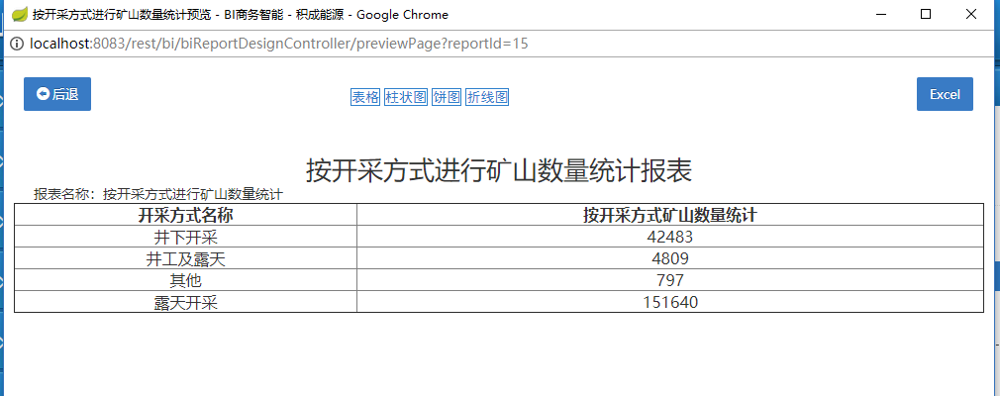 按开采方式进行矿山数量统计预览 - BI商务智能 - 积成能源 - Google Chrome
localhost:8083/rest/bi/biReportDesignController/previewPage?reportId=15
后退 表格 柱状图 饼图 折线图 Excel
按开采方式进行矿山数量统计报表
报表名称：按开采方式进行矿山数量统计
开采方式名称 按开采方式矿山数量统计
井下开采 42483
井工及露天 4809
其他 797
露天开采 151640